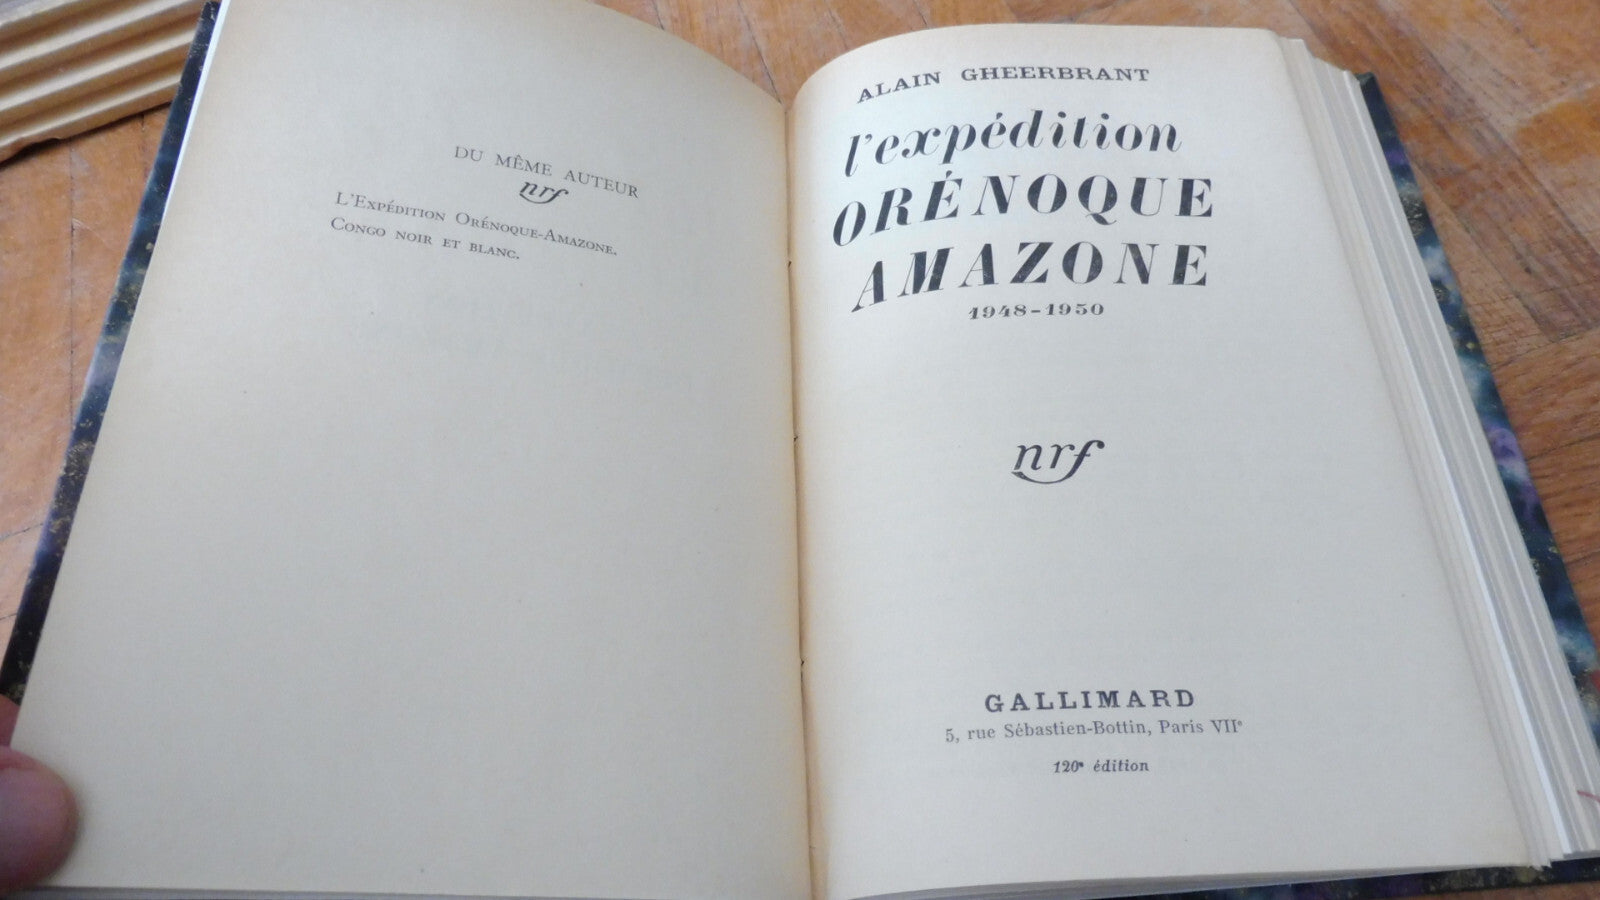 DU MÊME AUTEUR
nrf
L'Expédition Orénoque-Amazone.
Congo noir et blanc.
ALAIN GHEERBRANT
l'expédition
ORÉNOQUE
AMAZONE
1948-1950
nrf
GALLIMARD
5, rue Sébastien-Bottin, Paris VIIe
120e édition